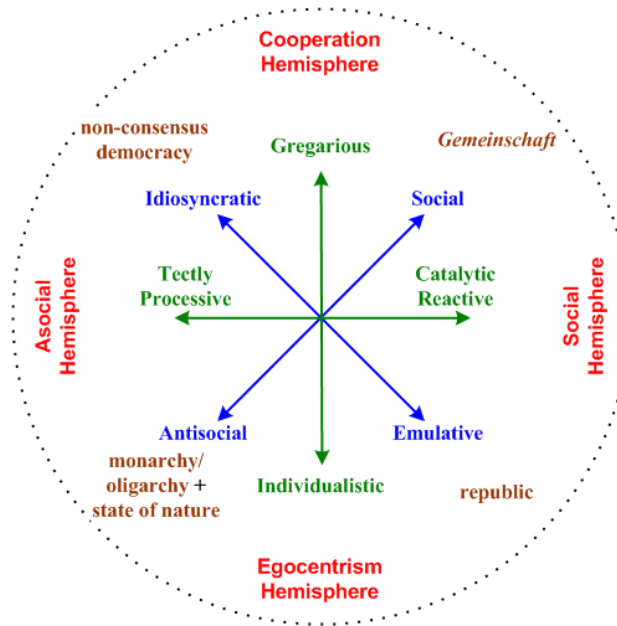 Cooperation
Hemisphere
non-consensus
democracy
Gregarious
Gemeinschaft
Idiosyncratic
Social
Asocial
Hemisphere
Tectly
Processive
Catalytic
Reactive
Social
Hemisphere
Antisocial
Emulative
monarchy/
oligarchy +
state of nature
Individualistic
republic
Egocentrism
Hemisphere